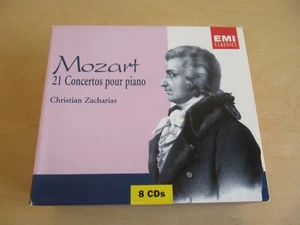 EMI
CLASSICS
Mozart
21 Concertos pour piano
Christian Zacharias
8 CDs